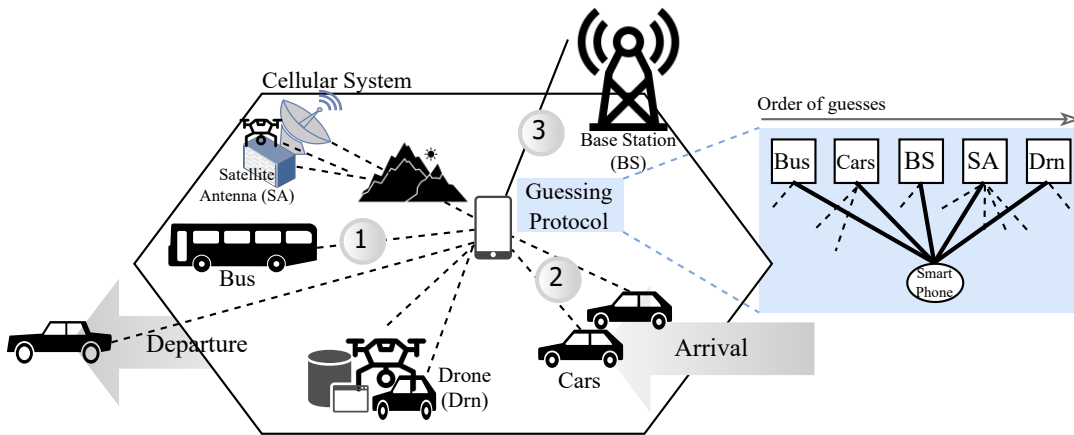 Cellular System
3
Base Station
(BS)
Satellite
Antenna (SA)
Guessing
Protocol
1
Bus
2
Departure
Arrival
Cars
Drone
(Drn)
Order of guesses
Bus
Cars
BS
SA
Drn
Smart
Phone